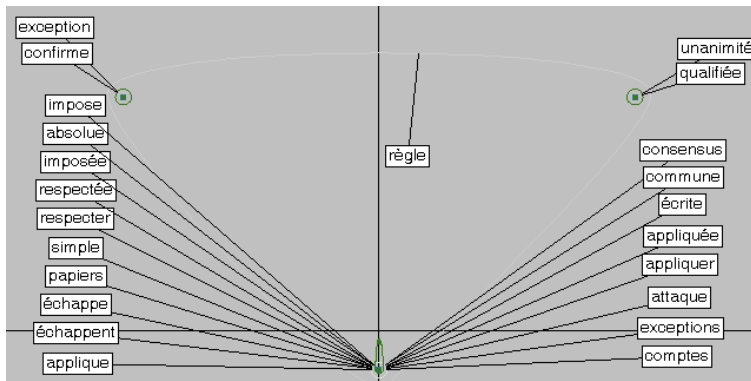 exception
confirme
unanimité
qualifiée
impose
absolue
imposée
respectée
respecter
simple
papiers
échappe
échappent
applique
règle
consensus
commune
écrite
appliquée
appliquer
attaque
exceptions
comptes